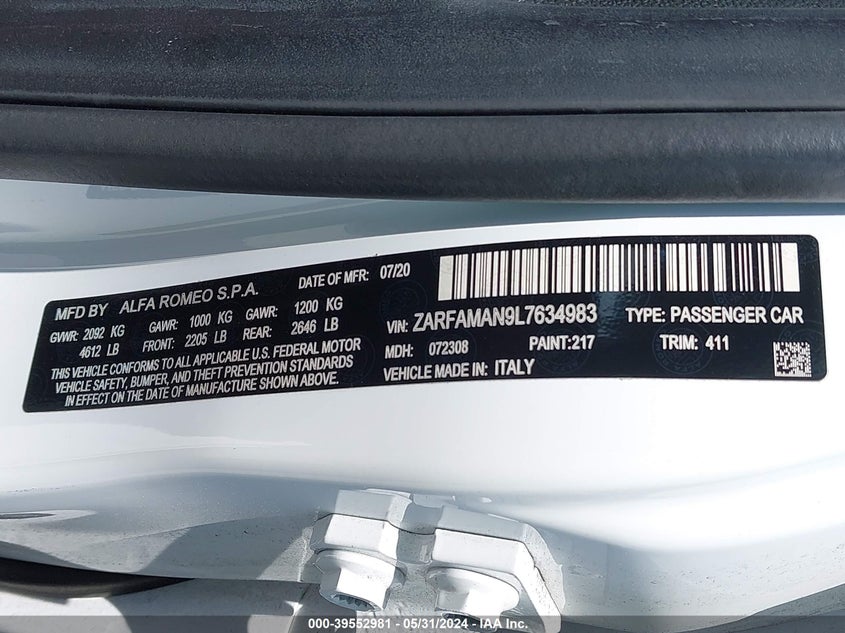 MFD BY ALFA ROMEO S.P.A. DATE OF MFR: 07/20
GVWR: 2092 KG GAWR: 1000 KG GAWR: 1200 KG
4612 LB FRONT: 2205 LB REAR: 2646 LB
THIS VEHICLE CONFORMS TO ALL APPLICABLE U.S. FEDERAL MOTOR
VEHICLE SAFETY, BUMPER, AND THEFT PREVENTION STANDARDS
IN EFFECT ON THE DATE OF MANUFACTURE SHOWN ABOVE.
VIN: ZARFAMAN9L7634983 TYPE: PASSENGER CAR
MDH: 072308 PAINT:217 TRIM: 411
VEHICLE MADE IN: ITALY
000-39552981 - 05/31/2024 - IAA Inc.